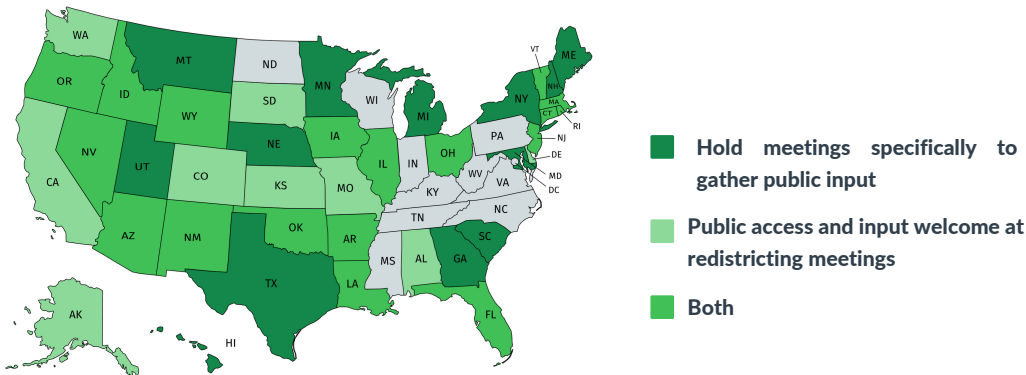 WA
OR
CA
ID
NV
MT
WY
UT
AZ
CO
NM
ND
SD
NE
KS
OK
TX
MN
IA
MO
AR
LA
WI
IL
MI
IN
OH
KY
TN
MS
AL
GA
FL
SC
NC
VA
WV
PA
NY
VT
NH
ME
MA
CT
RI
NJ
DE
MD
DC
AK
HI
Hold meetings specifically to
gather public input
Public access and input welcome at
redistricting meetings
Both